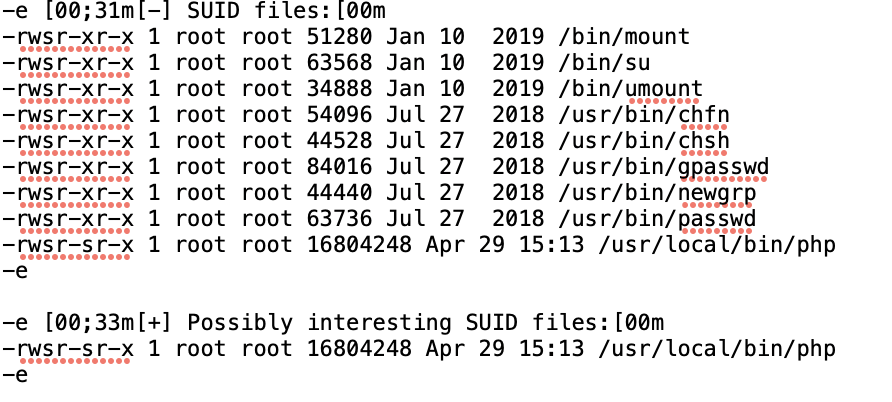 -e [00;31m[-] SUID files:[00m
-rwsr-xr-x 1 root root 51280 Jan 10  2019 /bin/mount
-rwsr-xr-x 1 root root 63568 Jan 10  2019 /bin/su
-rwsr-xr-x 1 root root 34888 Jan 10  2019 /bin/umount
-rwsr-xr-x 1 root root 54096 Jul 27  2018 /usr/bin/chfn
-rwsr-xr-x 1 root root 44528 Jul 27  2018 /usr/bin/chsh
-rwsr-xr-x 1 root root 84016 Jul 27  2018 /usr/bin/gpasswd
-rwsr-xr-x 1 root root 44440 Jul 27  2018 /usr/bin/newgrp
-rwsr-xr-x 1 root root 63736 Jul 27  2018 /usr/bin/passwd
-rwsr-sr-x 1 root root 16804248 Apr 29 15:13 /usr/local/bin/php
-e
-e [00;33m[+] Possibly interesting SUID files:[00m
-rwsr-sr-x 1 root root 16804248 Apr 29 15:13 /usr/local/bin/php
-e